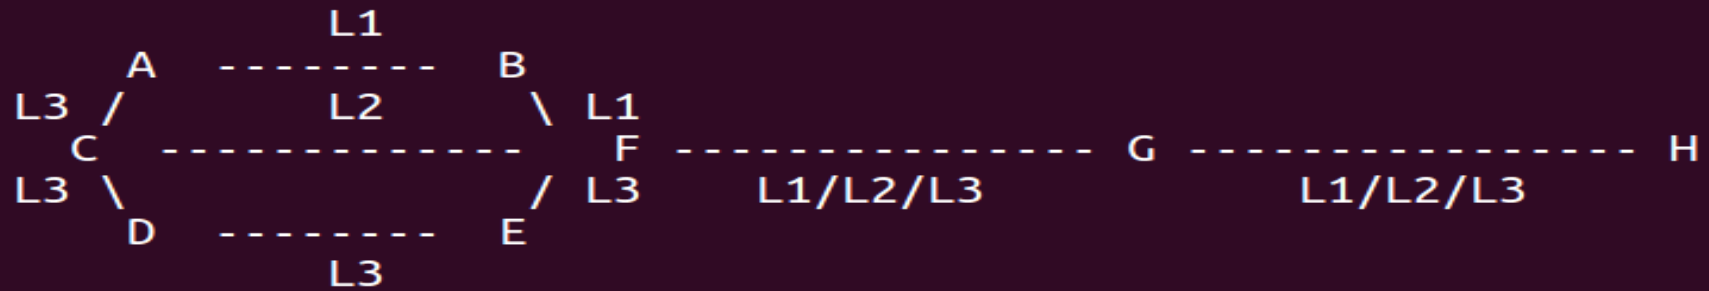 L1
A -------- B
L3 / L2 \ L1
C ------------- F --------------- G ---------------- H
L3 \ / L3 L1/L2/L3 L1/L2/L3
D -------- E
L3